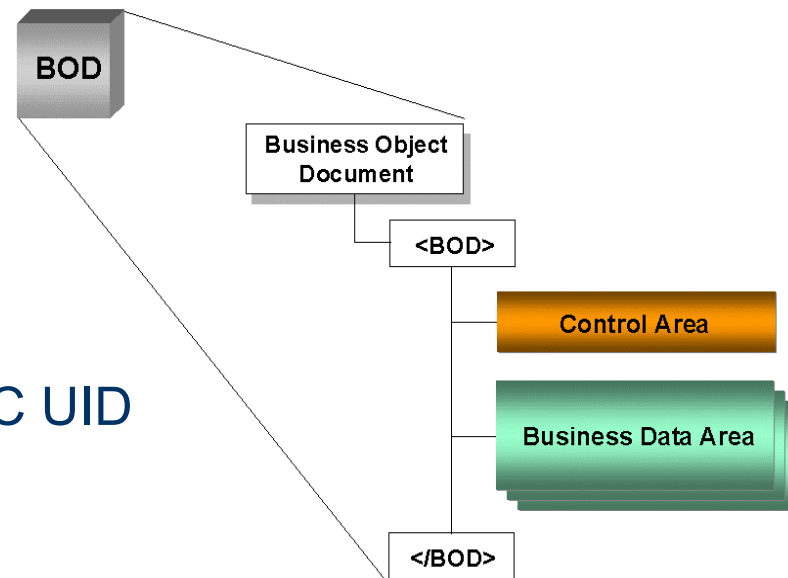 BOD
Business Object
Document
<BOD>
Control Area
C UID
Business Data Area
</BOD>